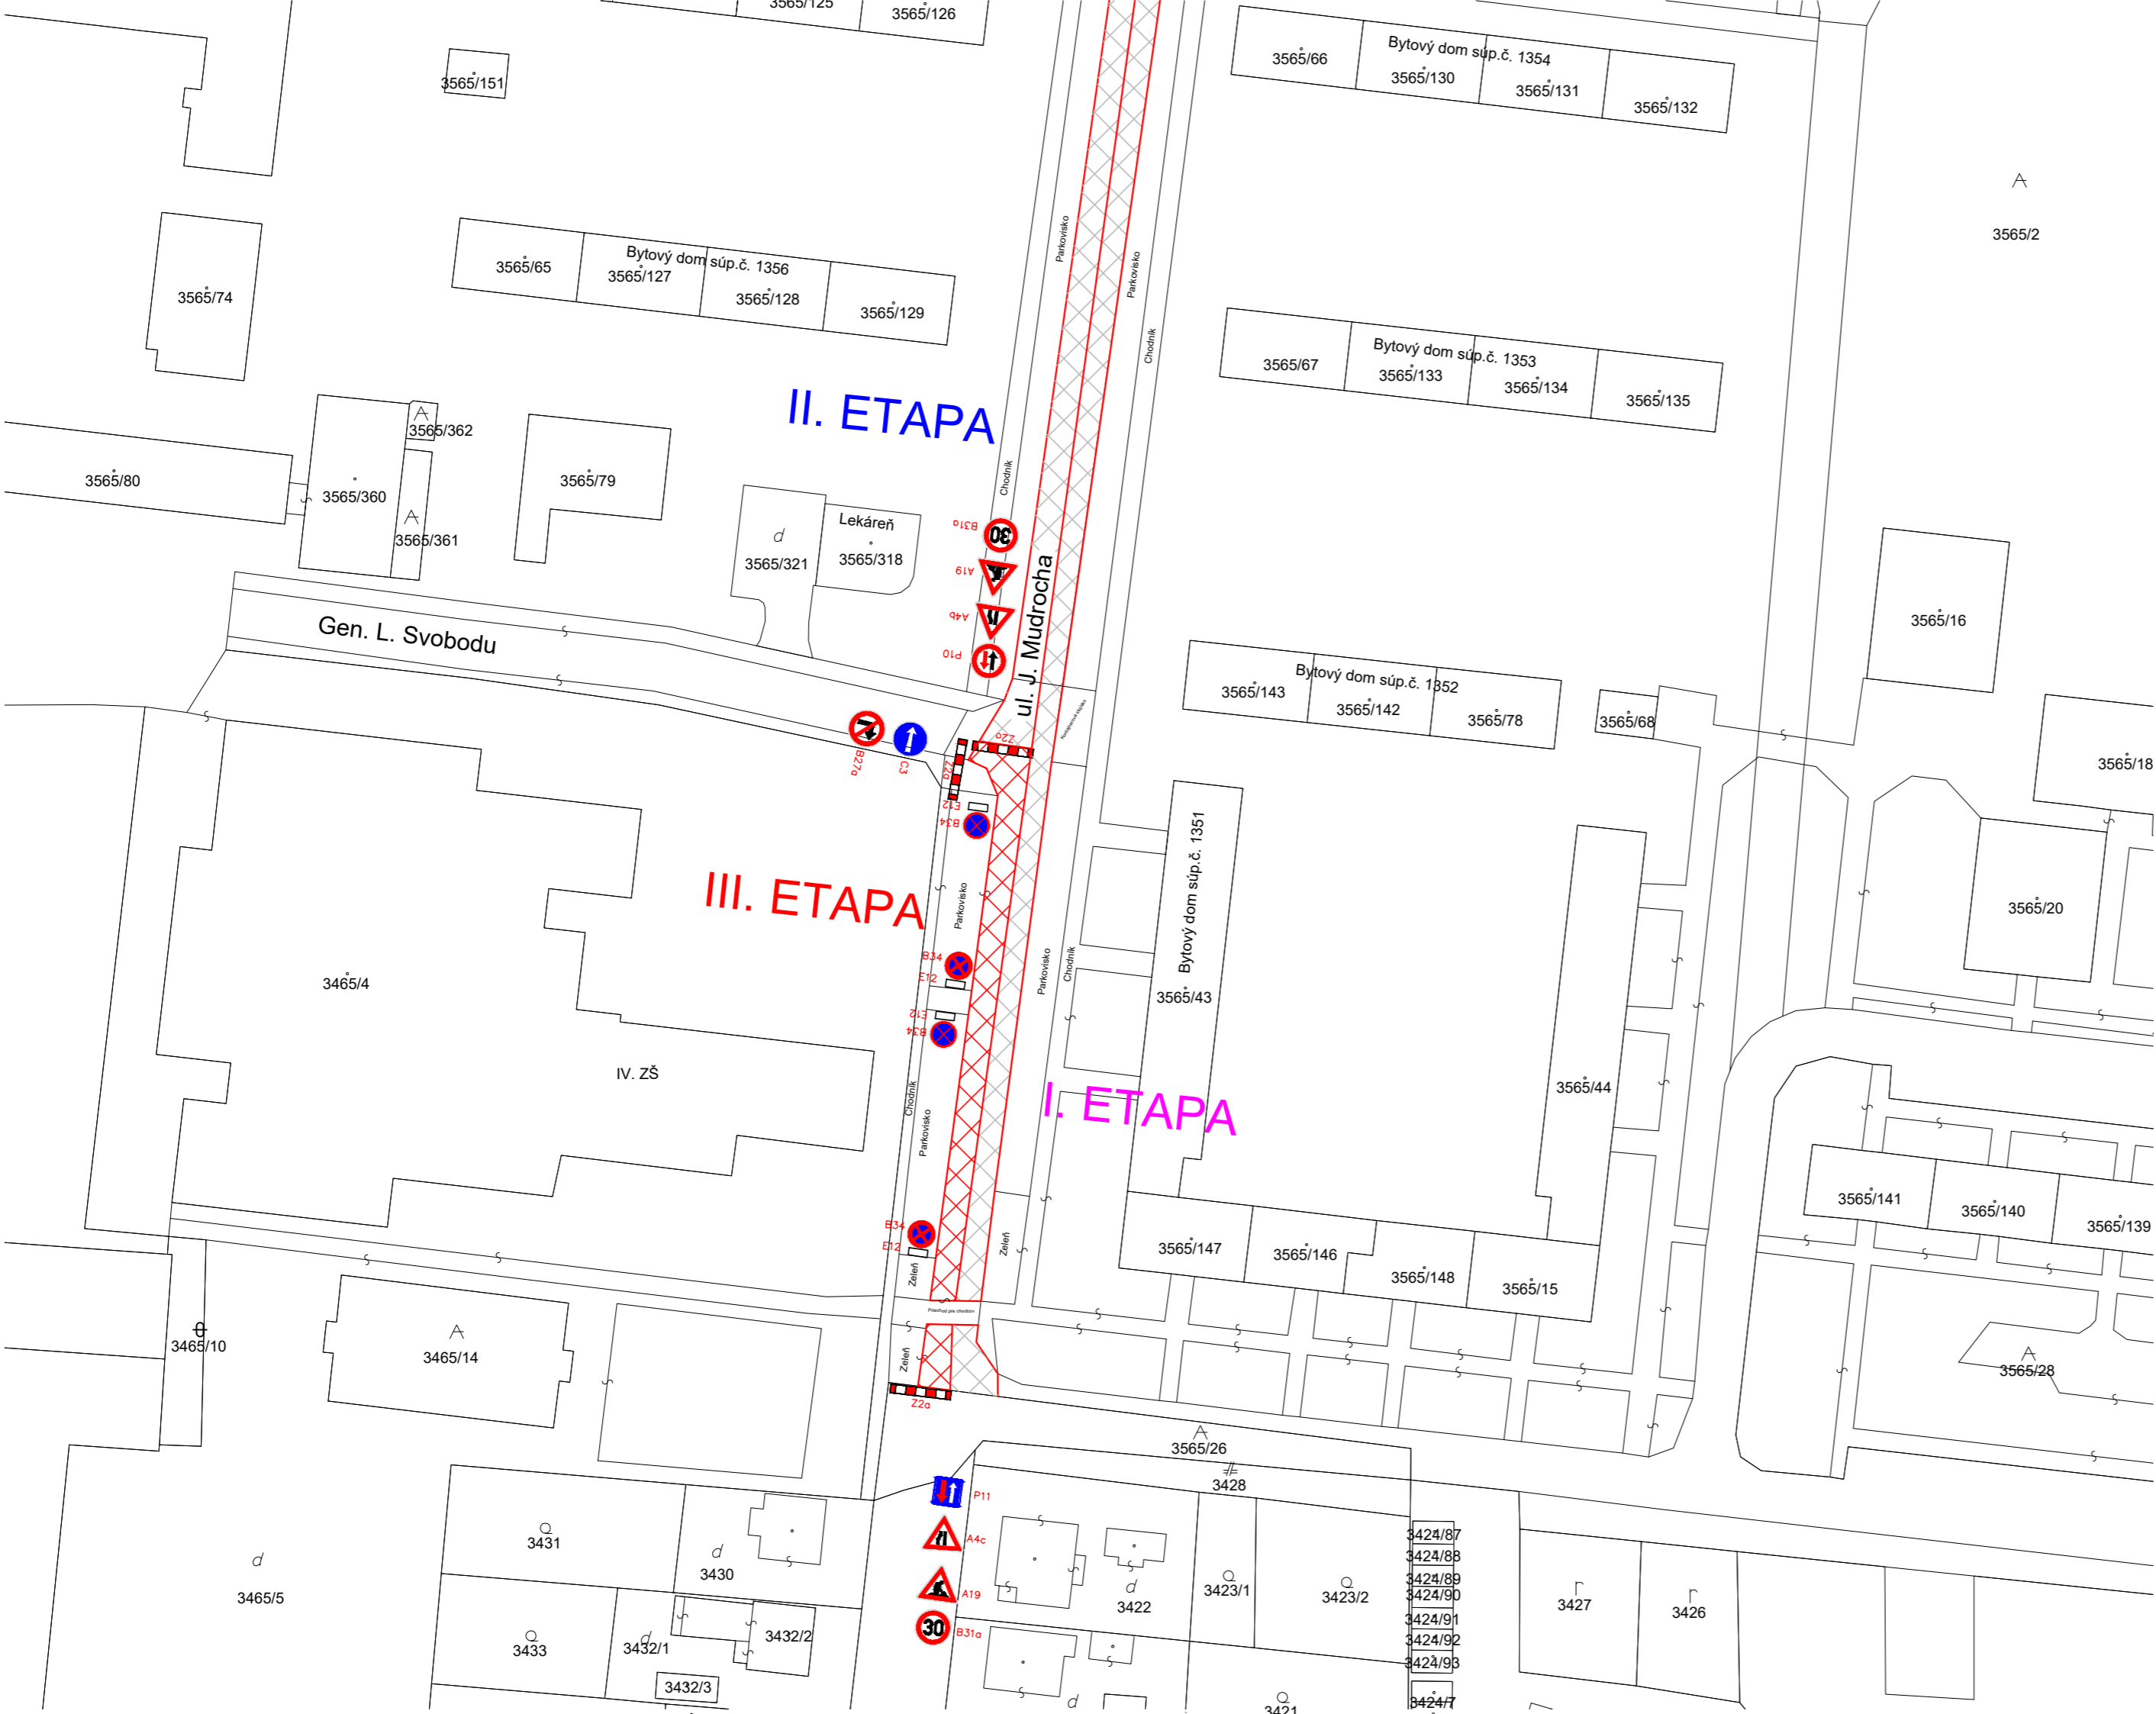 3565/125
3565/126
3565/151
3565/66
Bytový dom súp.č. 1354
3565/130
3565/131
3565/132
3565/2
3565/74
3565/65
Bytový dom súp.č. 1356
3565/127
3565/128
3565/129
Parkovisko
Parkovisko
Chodník
3565/67
Bytový dom súp.č. 1353
3565/133
3565/134
3565/135
II. ETAPA
3565/362
3565/80
3565/360
3565/361
3565/79
d
3565/321
Lekáreň
3565/318
Chodník
B31a
30
A19
A4b
P10
ul. J. Mudrocha
3565/16
Gen. L. Svobodu
3565/143
Bytový dom súp.č. 1352
3565/142
3565/78
3565/68
3565/18
B27a
C3
Z2a
Z2a
E12
B34
III. ETAPA
Parkovisko
Bytový dom súp.č. 1351
3565/43
3565/20
3465/4
B34
E12
E12
B34
Parkovisko
Chodník
IV. ZŠ
Chodník
Parkovisko
I. ETAPA
3565/44
3565/141
3565/140
3565/139
B34
E12
Zeleň
Zeleň
3565/147
3565/146
3565/148
3565/15
Priechod pre chodcov
3465/10
3465/14
Zeleň
Z2a
3565/28
3565/26
3428
P11
A4c
A19
30
B31a
3431
d
3430
d
3465/5
3433
d
3432/1
3432/2
3432/3
d
3422
3423/1
3423/2
3424/87
3424/88
3424/89
3424/90
3424/91
3424/92
3424/93
3424/7
3427
3426
d
3421